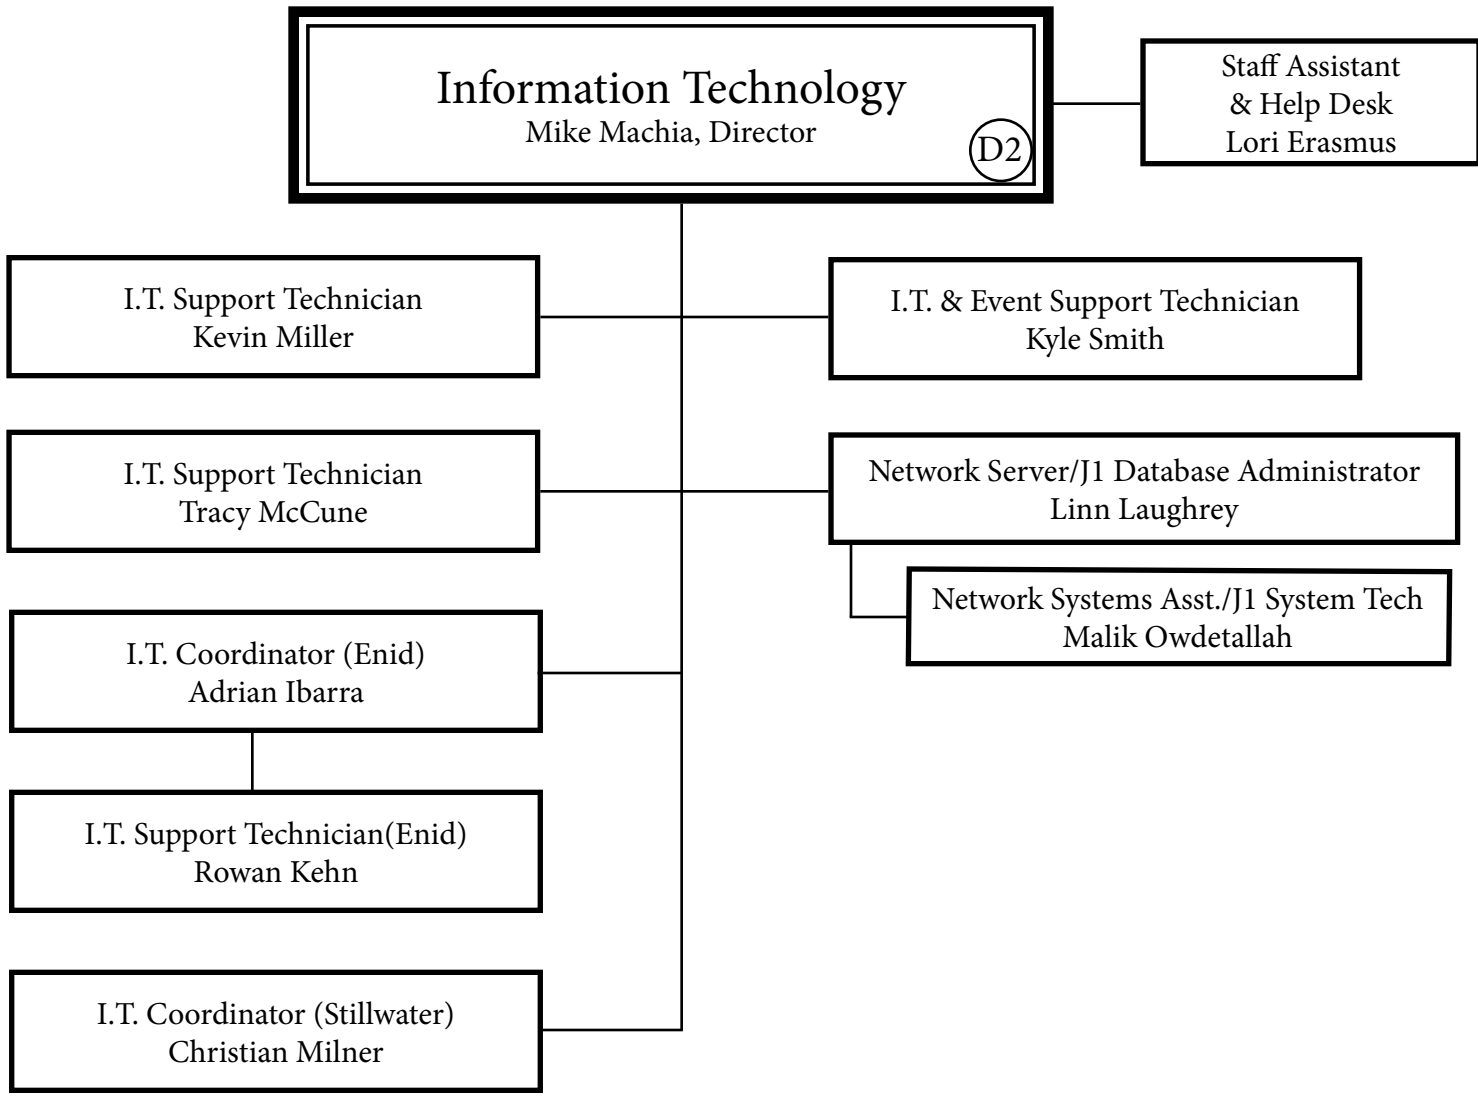 Information Technology
Mike Machia, Director
D2
Staff Assistant
& Help Desk
Lori Erasmus
I.T. Support Technician
Kevin Miller
I.T. & Event Support Technician
Kyle Smith
I.T. Support Technician
Tracy McCune
Network Server/J1 Database Administrator
Linn Laughrey
Network Systems Asst./J1 System Tech
Malik Owdetallah
I.T. Coordinator (Enid)
Adrian Ibarra
I.T. Support Technician(Enid)
Rowan Kehn
I.T. Coordinator (Stillwater)
Christian Milner